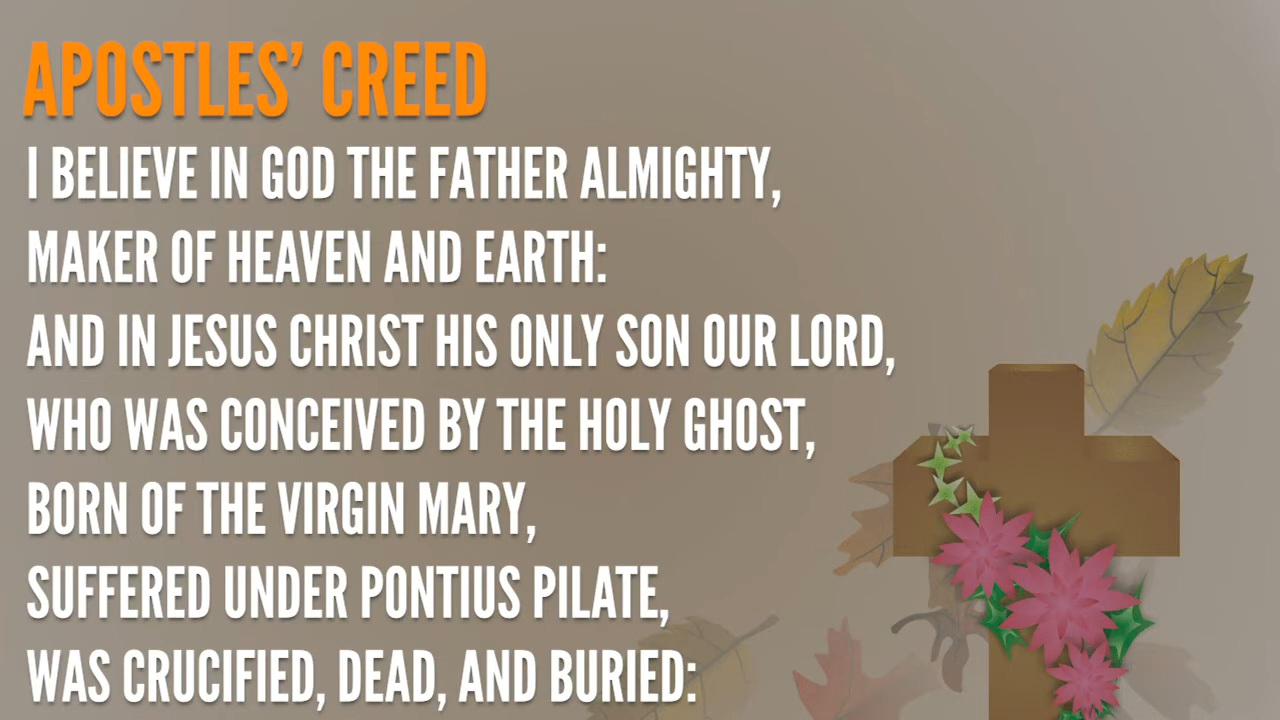 APOSTLES’ CREED
I BELIEVE IN GOD THE FATHER ALMIGHTY,
MAKER OF HEAVEN AND EARTH:
AND IN JESUS CHRIST HIS ONLY SON OUR LORD,
WHO WAS CONCEIVED BY THE HOLY GHOST,
BORN OF THE VIRGIN MARY,
SUFFERED UNDER PONTIUS PILATE,
WAS CRUCIFIED, DEAD, AND BURIED: